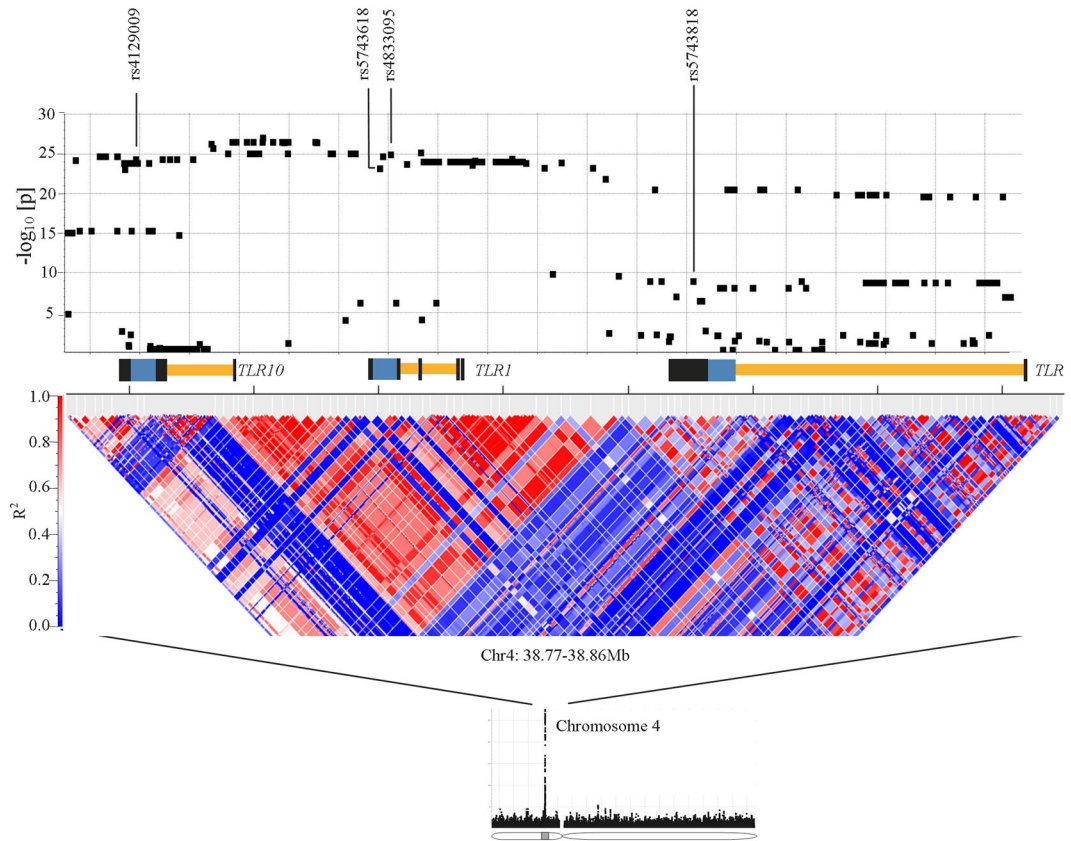 rs4129009
rs5743618
rs4833095
rs5743818
30
25
20
15
10
5
-log₁₀ [p]
TLR10
TLR1
TLR
1.0
0.8
0.6
0.4
0.2
0.0
R²
Chr4: 38.77-38.86Mb
Chromosome 4